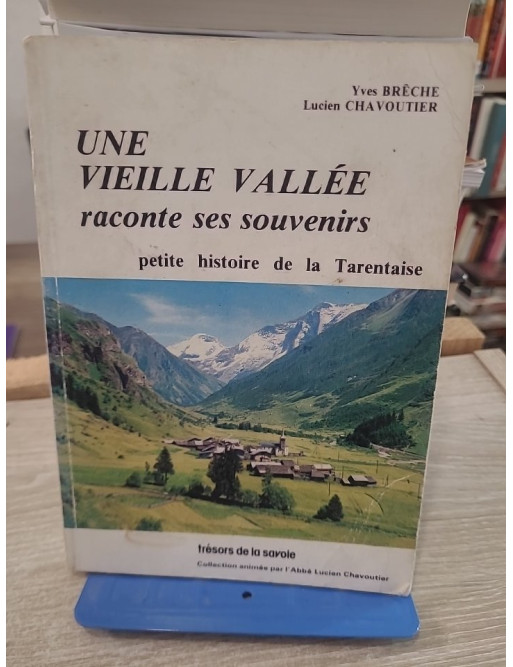 Yves BRÊCHE
Lucien CHAVOUTIER
UNE
VIEILLE VALLÉE
raconte ses souvenirs
petite histoire de la Tarentaise
trésors de la savoie
Collection animée par l'Abbé Lucien Chavoutier